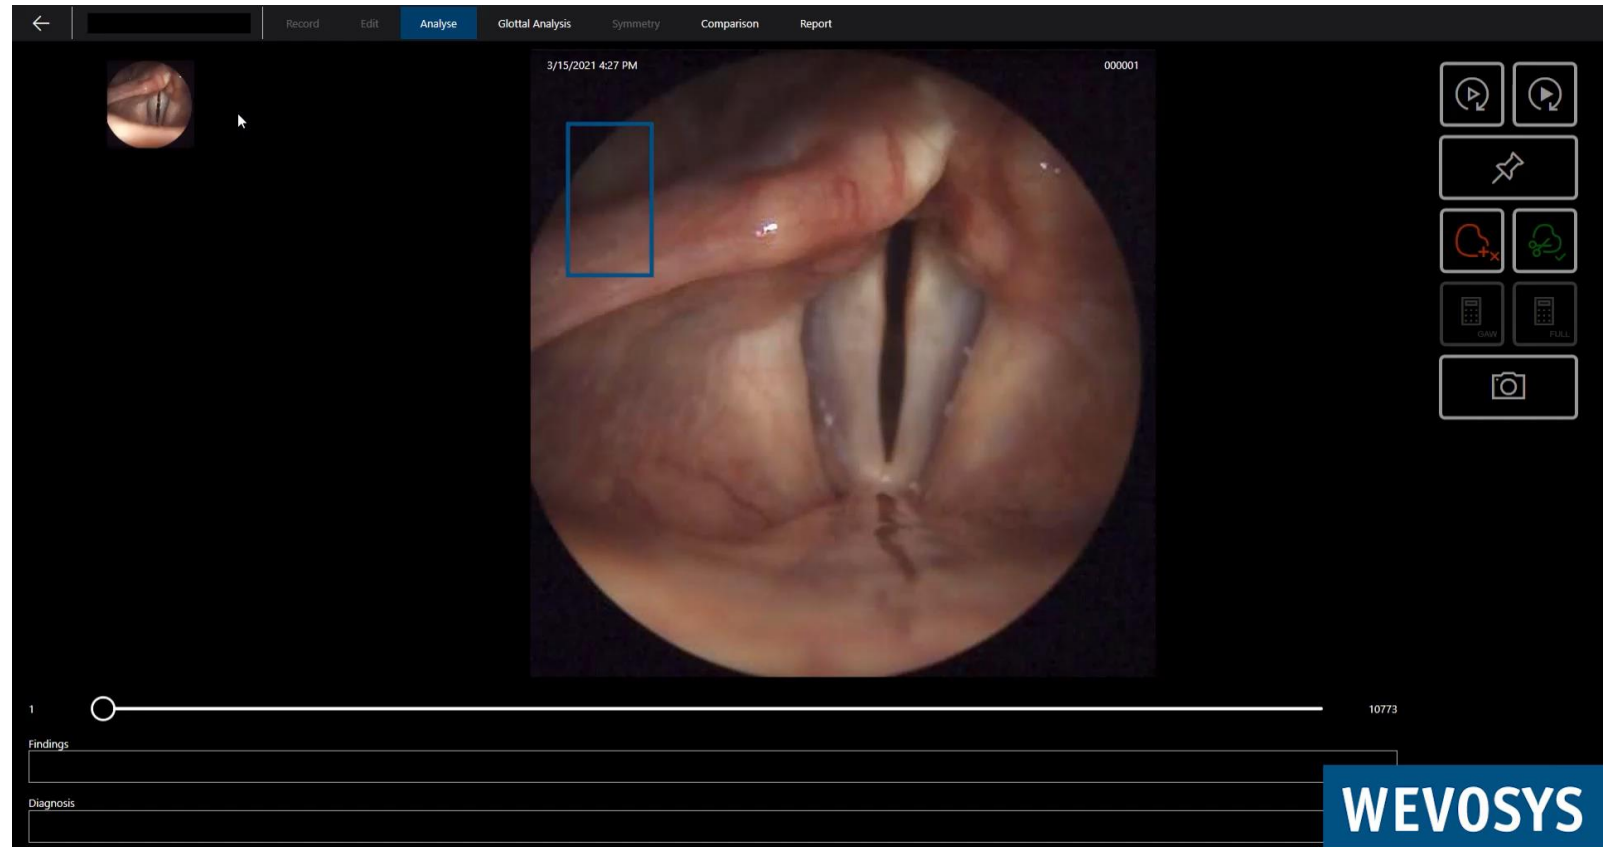 Record Edit Analyse Glottal Analysis Symmetry Comparison Report
3/15/2021 4:27 PM 000001
GAW FULL
1 10773
Findings
Diagnosis
WEVOSYS